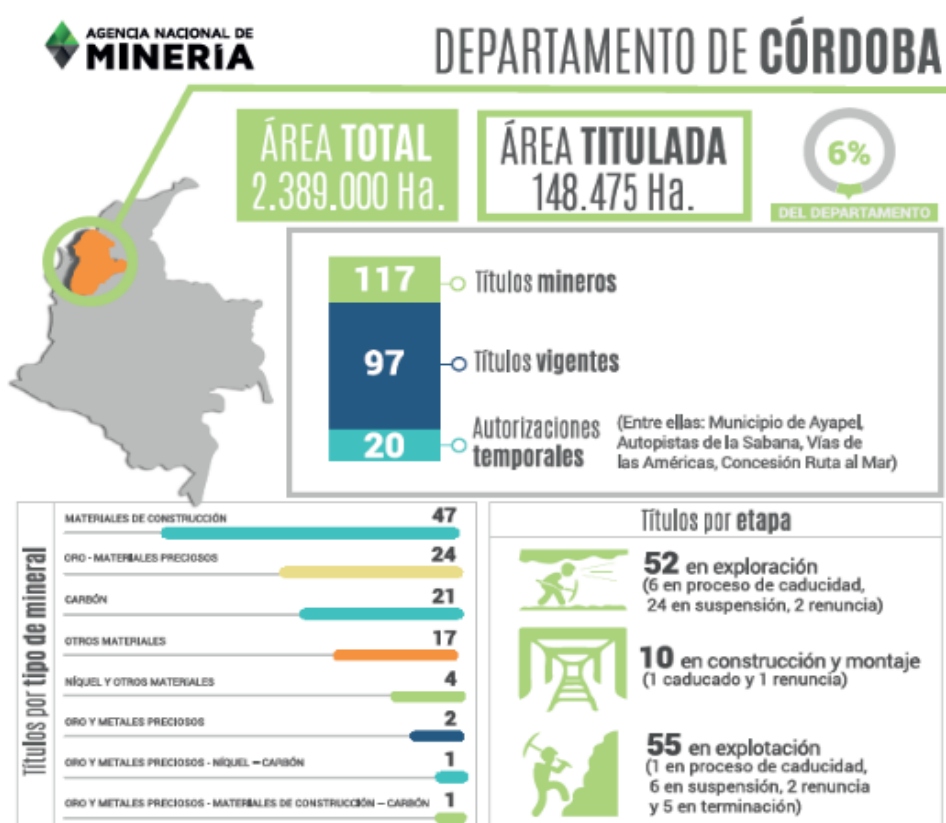 AGENCIA NACIONAL DE
MINERÍA
DEPARTAMENTO DE CÓRDOBA
ÁREA TOTAL
2.389.000 Ha.
ÁREA TITULADA
148.475 Ha.
6%
DEL DEPARTAMENTO
117 Títulos mineros
97 Títulos vigentes
20 Autorizaciones
temporales
(Entre ellas: Municipio de Ayapel,
Autopistas de la Sabana, Vías de
las Américas, Concesión Ruta al Mar)
Títulos por tipo de mineral
MATERIALES DE CONSTRUCCIÓN 47
ORO - MATERIALES PRECIOSOS 24
CARBÓN 21
OTROS MATERIALES 17
NÍQUEL Y OTROS MATERIALES 4
ORO Y METALES PRECIOSOS 2
ORO Y METALES PRECIOSOS - NÍQUEL – CARBÓN 1
ORO Y METALES PRECIOSOS - MATERIALES DE CONSTRUCCIÓN – CARBÓN 1
Títulos por etapa
52 en exploración
(6 en proceso de caducidad,
24 en suspensión, 2 renuncia)
10 en construcción y montaje
(1 caducado y 1 renuncia)
55 en explotación
(1 en proceso de caducidad,
6 en suspensión, 2 renuncia
y 5 en terminación)